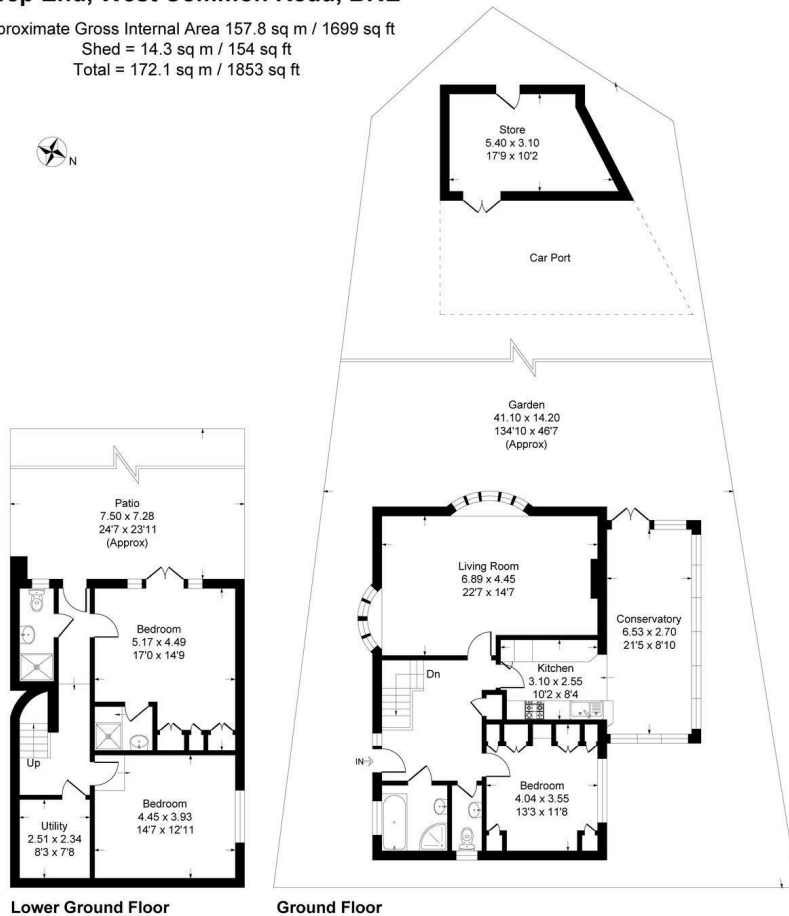 West Common Road, BR2
Approximate Gross Internal Area 157.8 sq m / 1699 sq ft
Shed = 14.3 sq m / 154 sq ft
Total = 172.1 sq m / 1853 sq ft
N
Store
5.40 x 3.10
17'9 x 10'2
Car Port
Garden
41.10 x 14.20
134'10 x 46'7
(Approx)
Patio
7.50 x 7.28
24'7 x 23'11
(Approx)
Living Room
6.89 x 4.45
22'7 x 14'7
Conservatory
6.53 x 2.70
21'5 x 8'10
Bedroom
5.17 x 4.49
17'0 x 14'9
Kitchen
3.10 x 2.55
10'2 x 8'4
Dn
Up
IN
Bedroom
4.04 x 3.55
13'3 x 11'8
Bedroom
4.45 x 3.93
14'7 x 12'11
Utility
2.51 x 2.34
8'3 x 7'8
Lower Ground Floor
Ground Floor